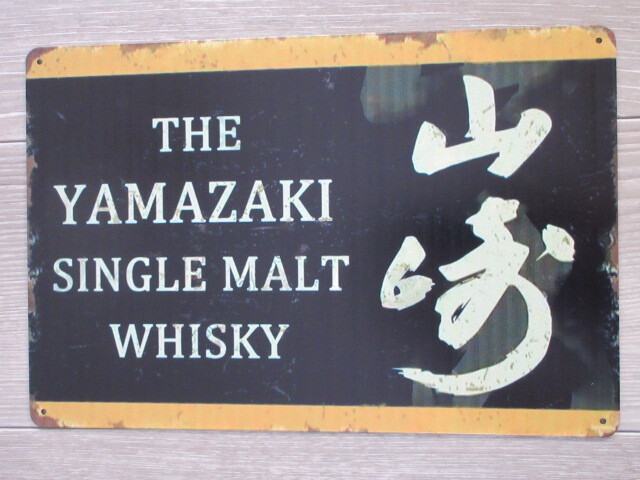 THE
YAMAZAKI
SINGLE MALT
WHISKY
山崎